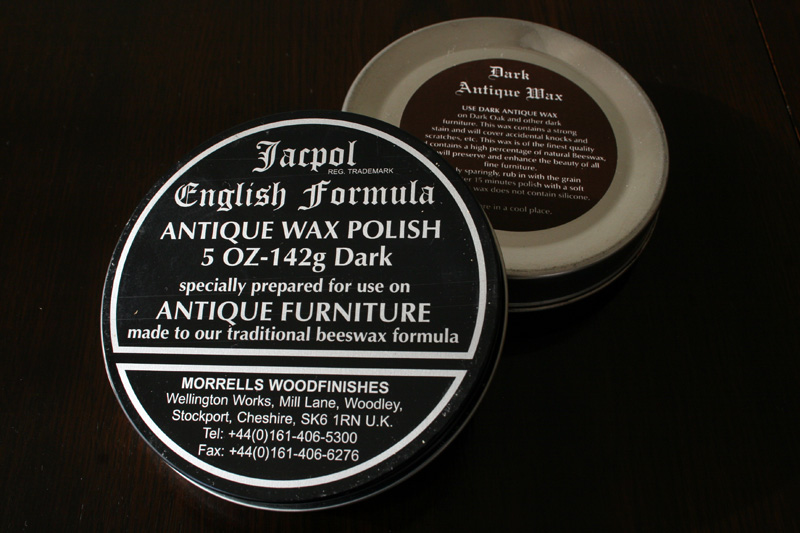 Jacpol
REG. TRADEMARK
English Formula
ANTIQUE WAX POLISH
5 OZ-142g Dark
specially prepared for use on
ANTIQUE FURNITURE
made to our traditional beeswax formula
MORRELLS WOODFINISHES
Wellington Works, Mill Lane, Woodley,
Stockport, Cheshire, SK6 1RN U.K.
Tel: +44(0)161-406-5300
Fax: +44(0)161-406-6276
Dark
Antique Wax
USE DARK ANTIQUE WAX
on Dark Oak and other dark
furniture. This wax contains a strong
stain and will cover accidental knocks and
scratches, etc. This wax is of the finest quality
contains a high percentage of natural Beeswax,
will preserve and enhance the beauty of all
fine furniture.
sparingly, rub in with the grain
15 minutes polish with a soft
wax does not contain silicone.
in a cool place.